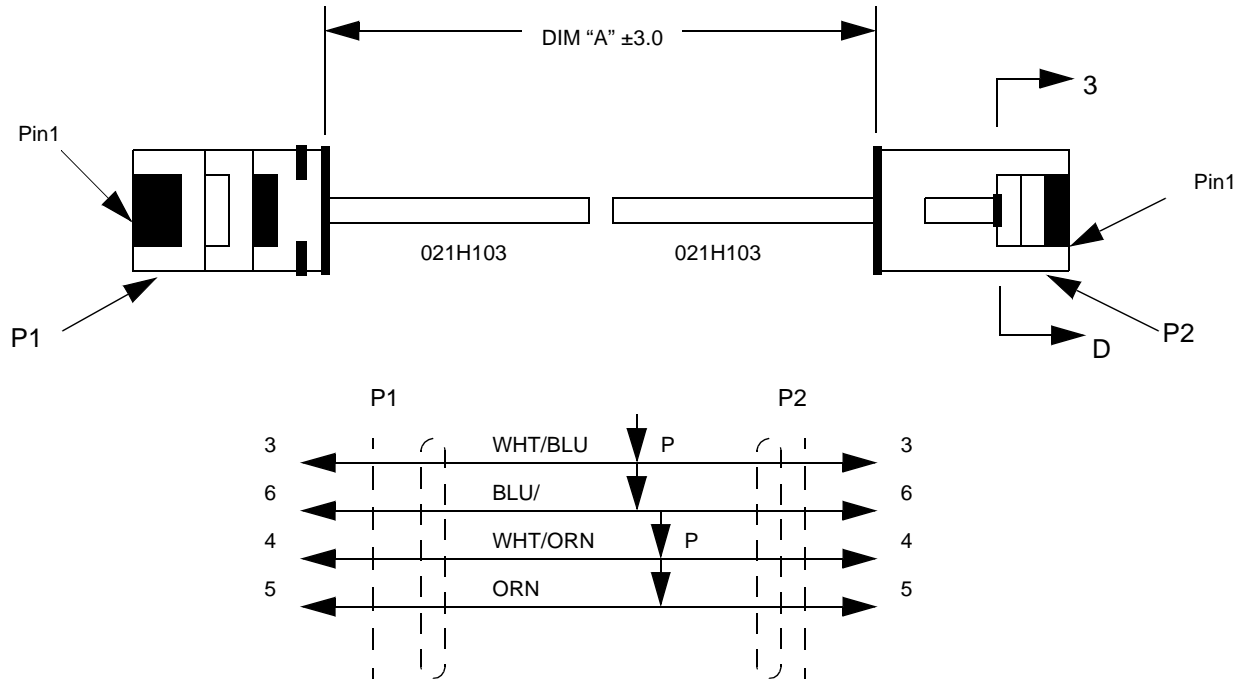 DIM “A” ±3.0
3
Pin1
Pin1
021H103
021H103
P1
P2
D
P1
P2
3
WHT/BLU
P
3
6
BLU/
6
4
WHT/ORN
P
4
5
ORN
5